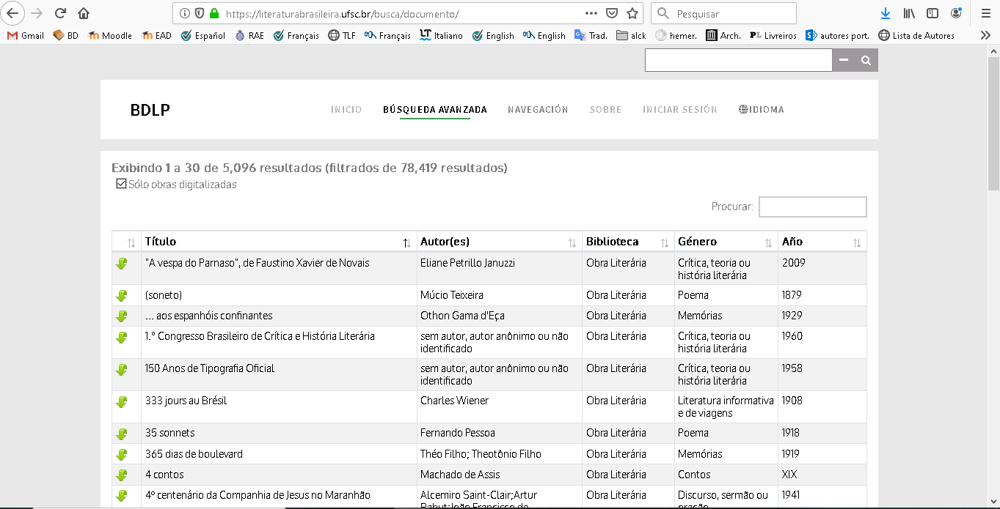 https://literaturabrasileira.ufsc.br/busca/documento/
Pesquisar
Gmail BD Moodle EAD Español RAE Français TLF Français Italiano English English Trad. alck hemer. Arch. Livreiros autores port. Lista de Autores
BDLP INICIO BÚSQUEDA AVANZADA NAVEGACIÓN SOBRE INICIAR SESIÓN IDIOMA
Exibindo 1 a 30 de 5,096 resultados (filtrados de 78,419 resultados)
Sólo obras digitalizadas
Procurar:
Título Autor(es) Biblioteca Género Año
"A vespa do Parnaso", de Faustino Xavier de Novais Eliane Petrillo Januzzi Obra Literária Crítica, teoria ou 2009
história literária
(soneto) Múcio Teixeira Obra Literária Poema 1879
... aos espanhóis confinantes Othon Gama d'Eça Obra Literária Memórias 1929
1.º Congresso Brasileiro de Crítica e História Literária sem autor, autor anônimo ou não Obra Literária Crítica, teoria ou 1960
identificado história literária
150 Anos de Tipografia Oficial sem autor, autor anônimo ou não Obra Literária Crítica, teoria ou 1958
identificado história literária
333 jours au Brésil Charles Wiener Obra Literária Literatura informativa 1908
e de viagens
35 sonnets Fernando Pessoa Obra Literária Poema 1918
365 dias de boulevard Théo Filho; Theotônio Filho Obra Literária Memórias 1919
4 contos Machado de Assis Obra Literária Contos XIX
4º centenário da Companhia de Jesus no Maranhão Alcemiro Saint-Clair;Artur Obra Literária Discurso, sermão ou 1941